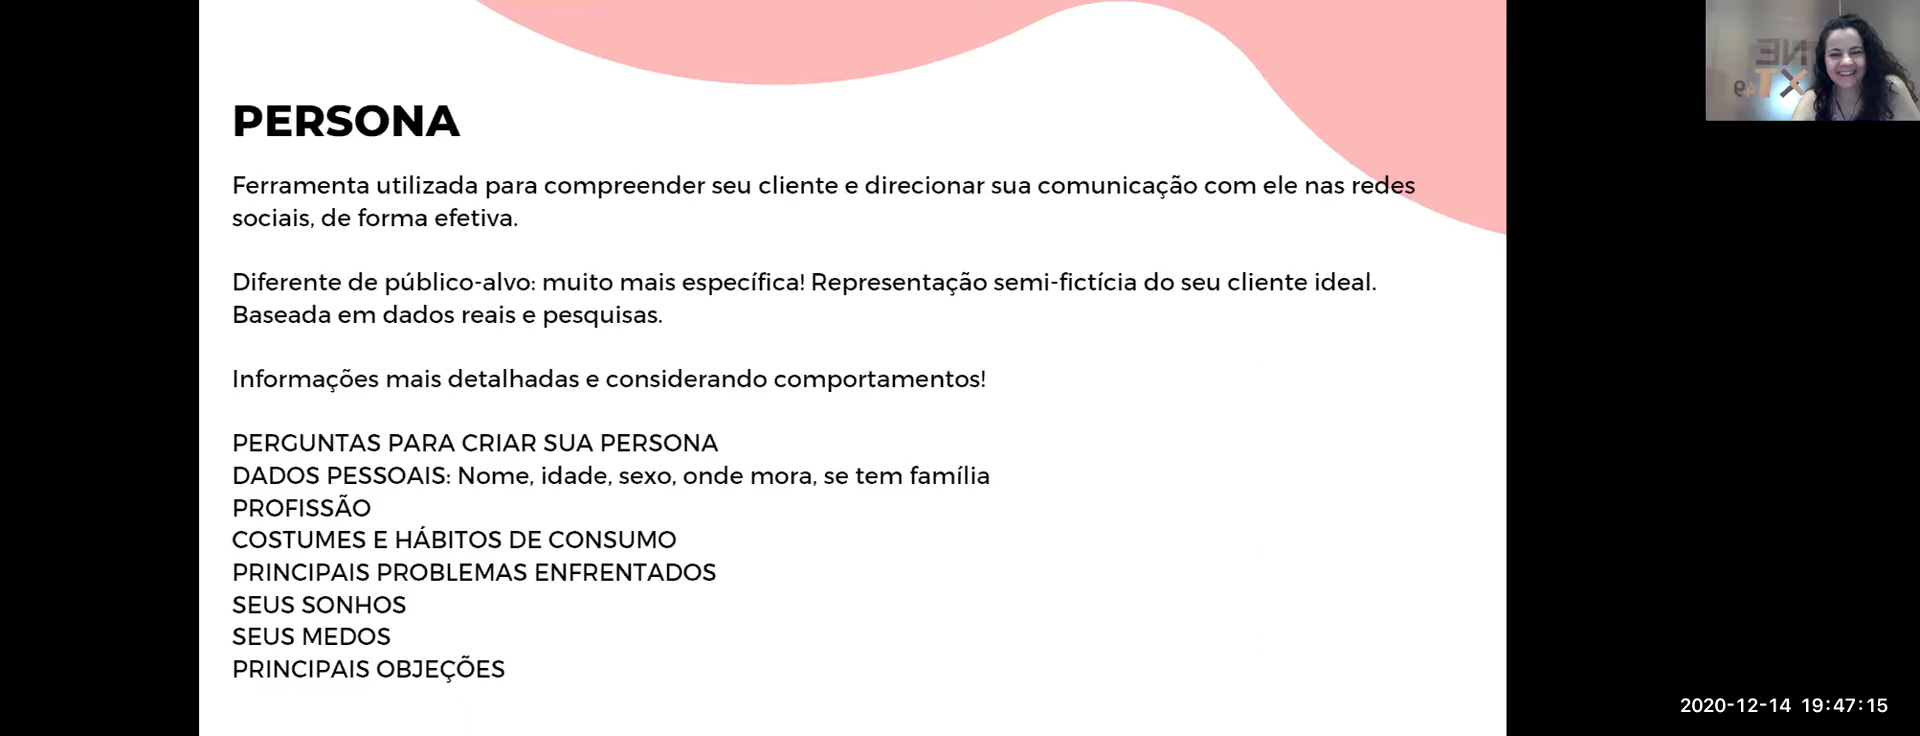 PERSONA
Ferramenta utilizada para compreender seu cliente e direcionar sua comunicação com ele nas redes
sociais, de forma efetiva.
Diferente de público-alvo: muito mais específica! Representação semi-fictícia do seu cliente ideal.
Baseada em dados reais e pesquisas.
Informações mais detalhadas e considerando comportamentos!
PERGUNTAS PARA CRIAR SUA PERSONA
DADOS PESSOAIS: Nome, idade, sexo, onde mora, se tem família
PROFISSÃO
COSTUMES E HÁBITOS DE CONSUMO
PRINCIPAIS PROBLEMAS ENFRENTADOS
SEUS SONHOS
SEUS MEDOS
PRINCIPAIS OBJEÇÕES
2020-12-14 19:47:15